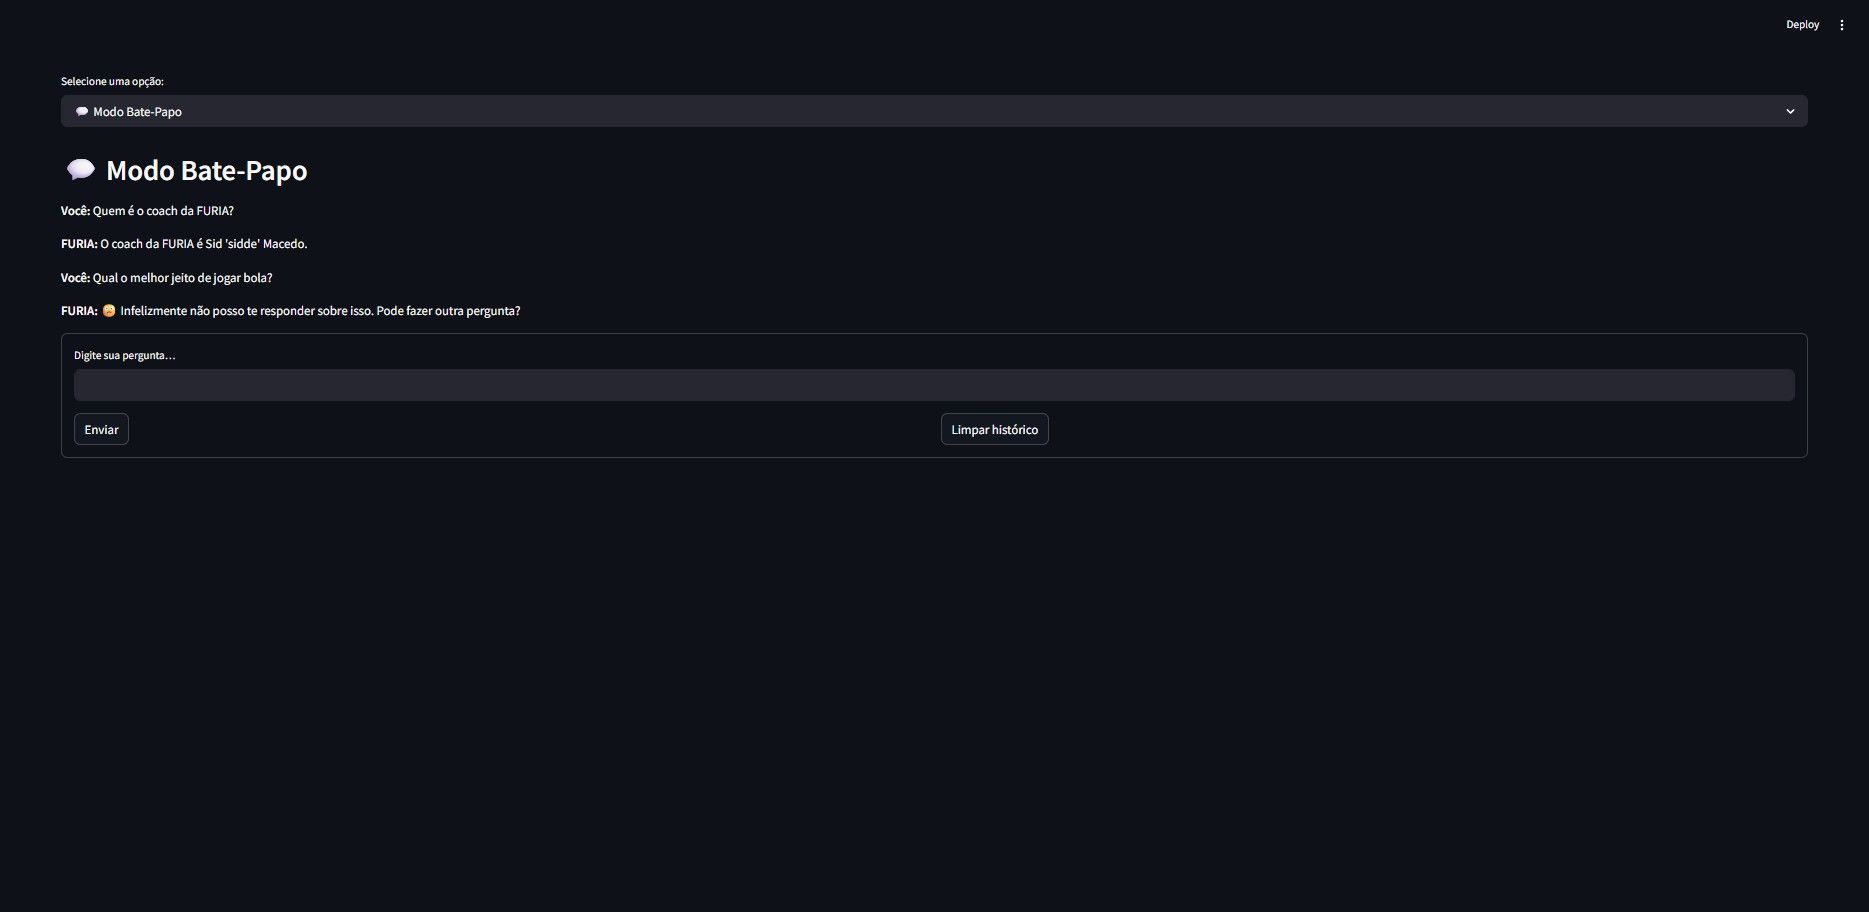 Deploy
Selecione uma opção:
💬 Modo Bate-Papo
💬 Modo Bate-Papo
Você: Quem é o coach da FURIA?
FURIA: O coach da FURIA é Sid 'sidde' Macedo.
Você: Qual o melhor jeito de jogar bola?
FURIA: 😥 Infelizmente não posso te responder sobre isso. Pode fazer outra pergunta?
Digite sua pergunta...
Enviar
Limpar histórico